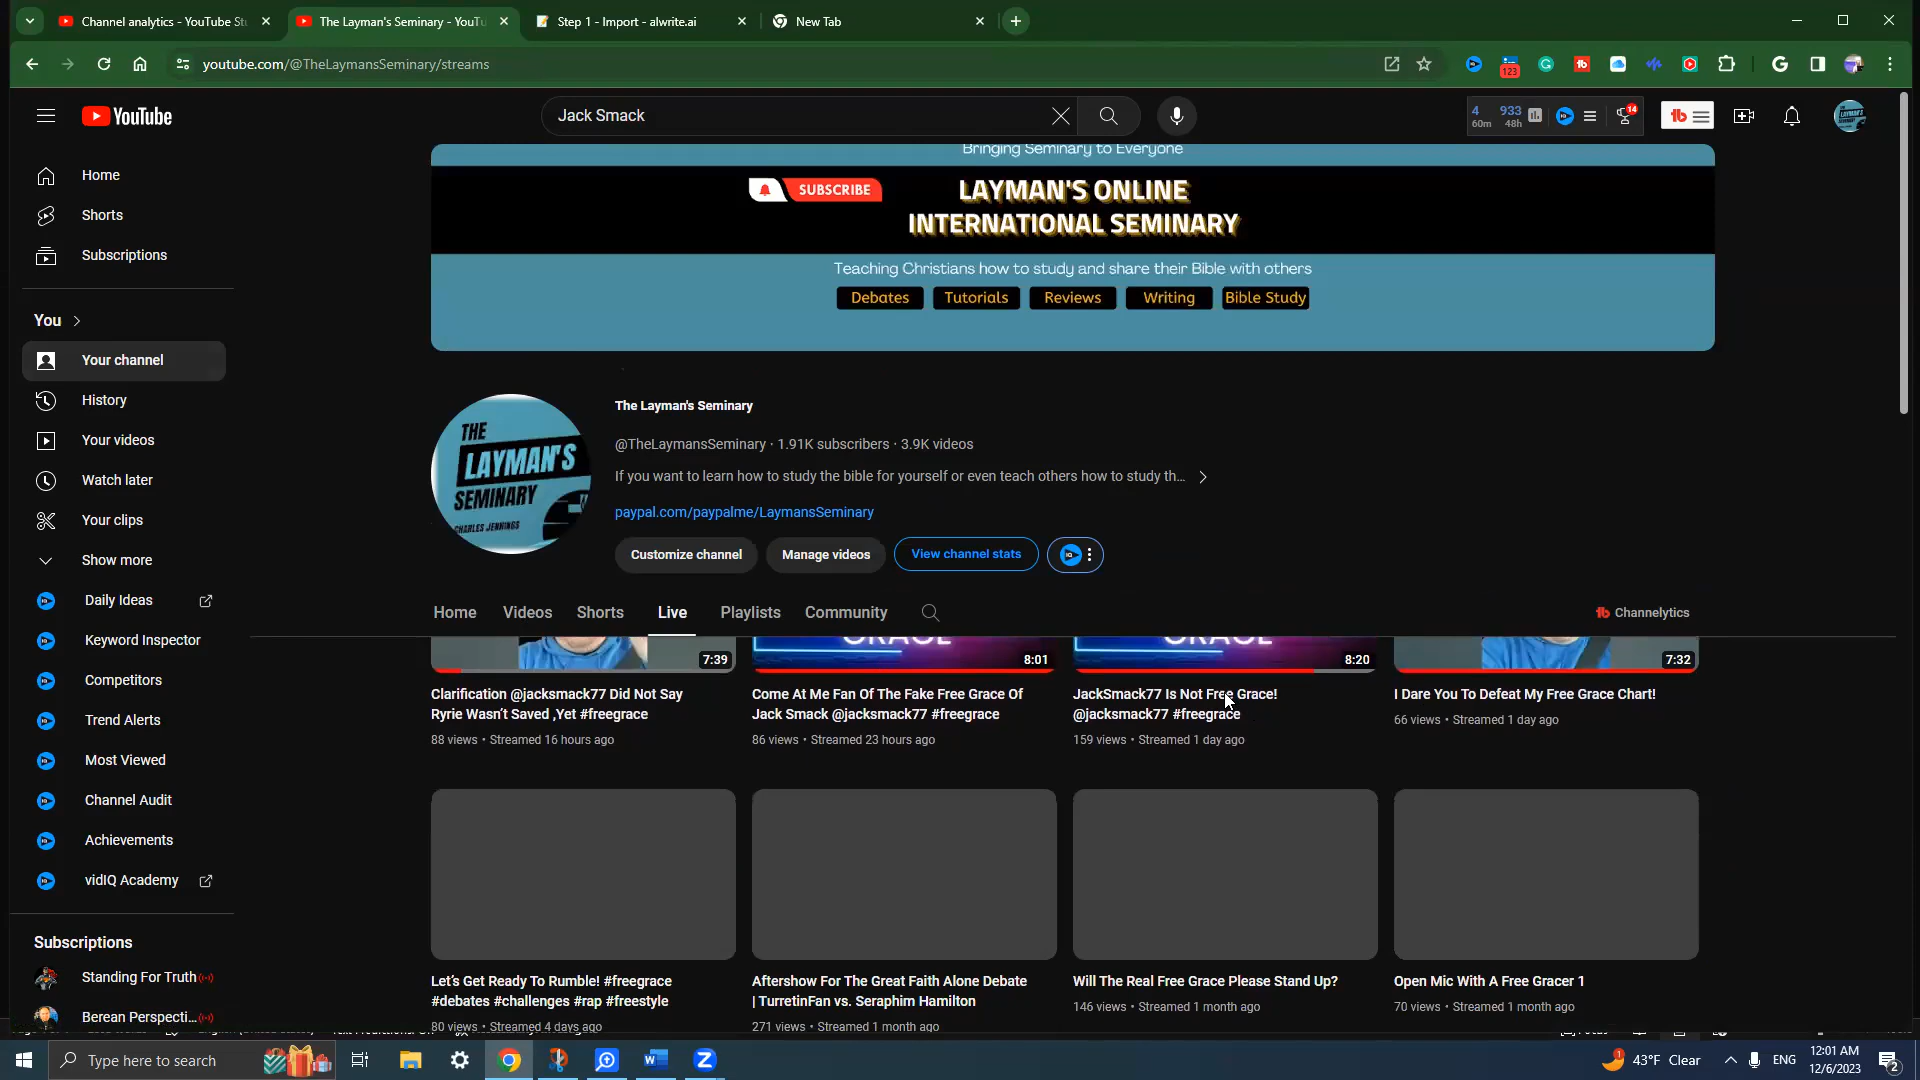 Channel analytics - YouTube Stu
The Layman's Seminary - YouTu
Step 1 - Import - alwrite.ai
New Tab
youtube.com/@TheLaymansSeminary/streams
123
YouTube
Jack Smack
4
60m
933
48h
14
Home
Shorts
Subscriptions
You
Your channel
History
Your videos
Watch later
Your clips
Show more
Daily Ideas
Keyword Inspector
Competitors
Trend Alerts
Most Viewed
Channel Audit
Achievements
vidIQ Academy
Subscriptions
Standing For Truth
Berean Perspecti...
Bringing Seminary to Everyone
SUBSCRIBE
LAYMAN'S ONLINE
INTERNATIONAL SEMINARY
Teaching Christians how to study and share their Bible with others
Debates Tutorials Reviews Writing Bible Study
THE
LAYMAN'S
SEMINARY
CHARLES JENNINGS
The Layman's Seminary
@TheLaymansSeminary · 1.91K subscribers · 3.9K videos
If you want to learn how to study the bible for yourself or even teach others how to study th...
paypal.com/paypalme/LaymansSeminary
Customize channel Manage videos View channel stats
Home Videos Shorts Live Playlists Community
Channelytics
7:39
Clarification @jacksmack77 Did Not Say
Ryrie Wasn't Saved ,Yet #freegrace
88 views • Streamed 16 hours ago
GRACE
8:01
Come At Me Fan Of The Fake Free Grace Of
Jack Smack @jacksmack77 #freegrace
86 views • Streamed 23 hours ago
GRACE
8:20
JackSmack77 Is Not Free Grace!
@jacksmack77 #freegrace
159 views • Streamed 1 day ago
7:32
I Dare You To Defeat My Free Grace Chart!
66 views • Streamed 1 day ago
Let's Get Ready To Rumble! #freegrace
#debates #challenges #rap #freestyle
80 views • Streamed 4 days ago
Aftershow For The Great Faith Alone Debate
| TurretinFan vs. Seraphim Hamilton
271 views • Streamed 1 month ago
Will The Real Free Grace Please Stand Up?
146 views • Streamed 1 month ago
Open Mic With A Free Gracer 1
70 views • Streamed 1 month ago
Type here to search
1
43°F Clear
ENG
12:01 AM
12/6/2023
2